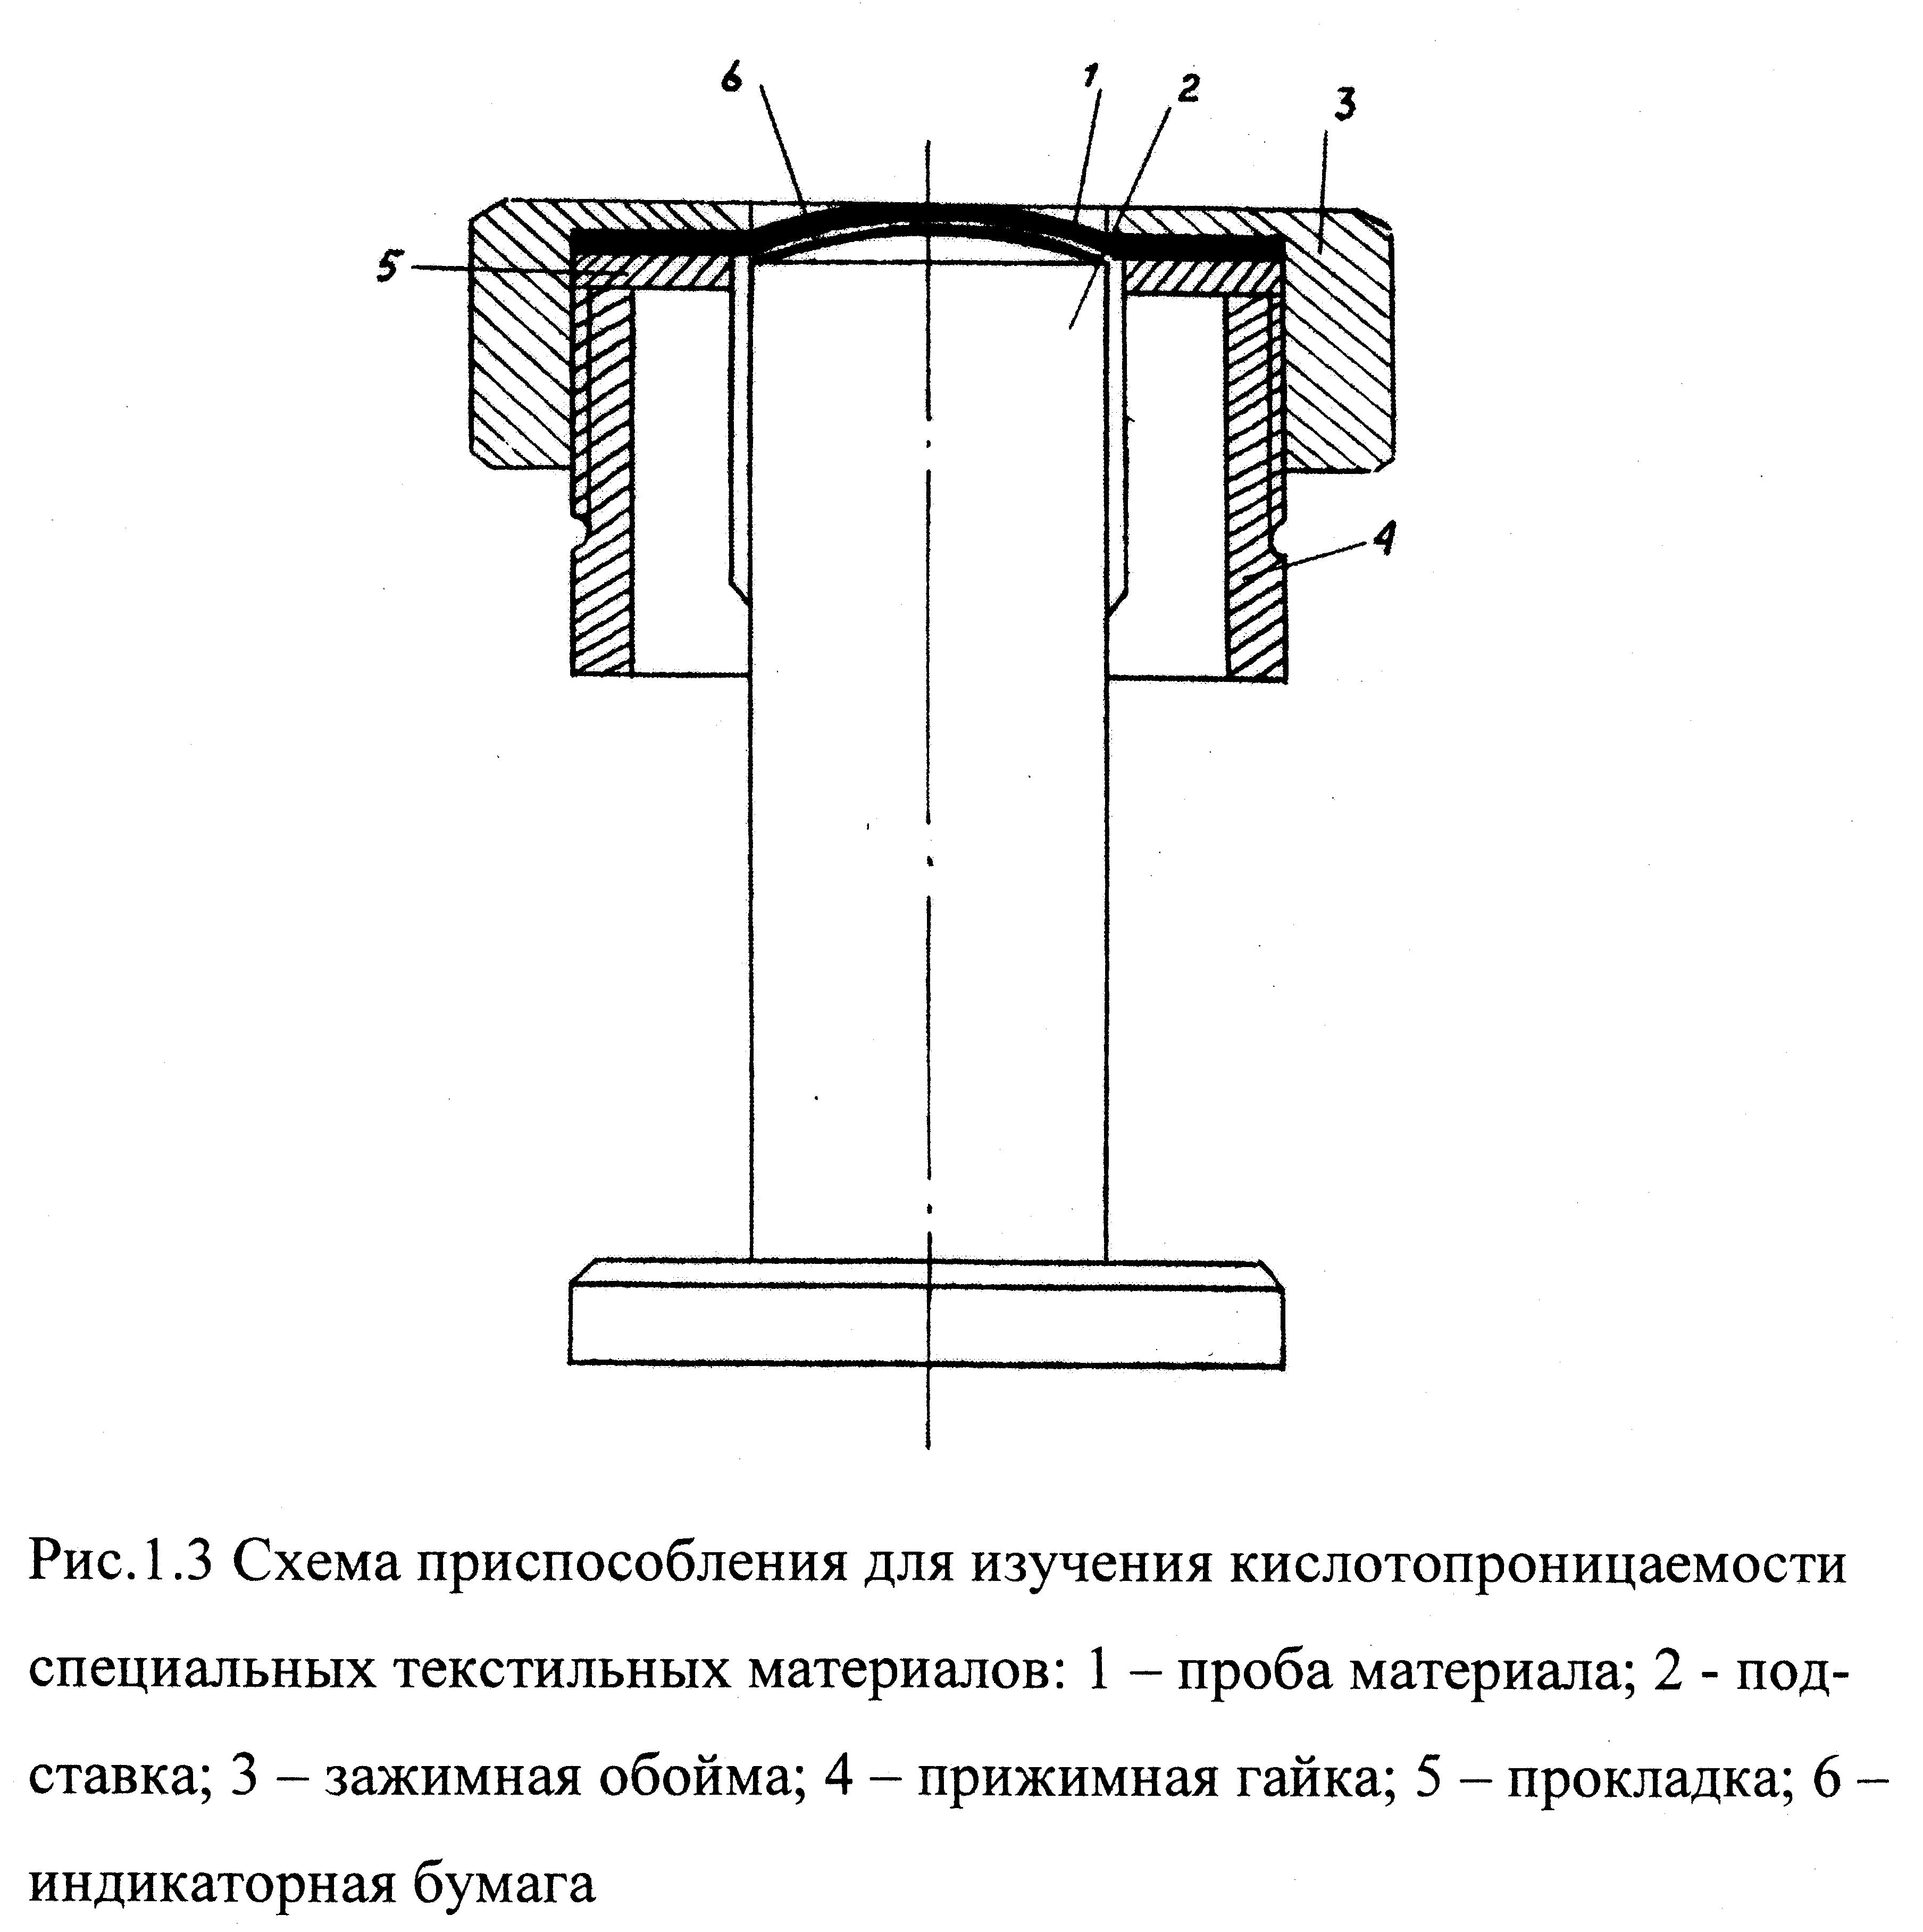 6 1 2 3
5
4
Рис.1.3 Схема приспособления для изучения кислотопроницаемости
специальных текстильных материалов: 1 – проба материала; 2 - под-
ставка; 3 – зажимная обойма; 4 – прижимная гайка; 5 – прокладка; 6 –
индикаторная бумага